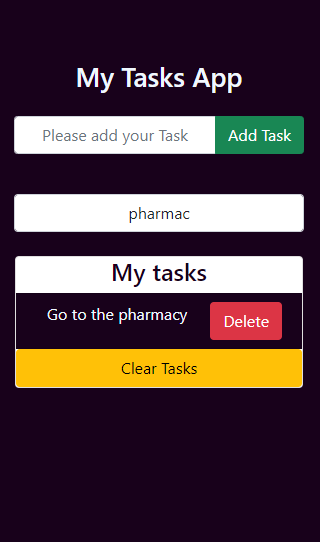 My Tasks App
Please add your Task Add Task
pharmac
My tasks
Go to the pharmacy Delete
Clear Tasks